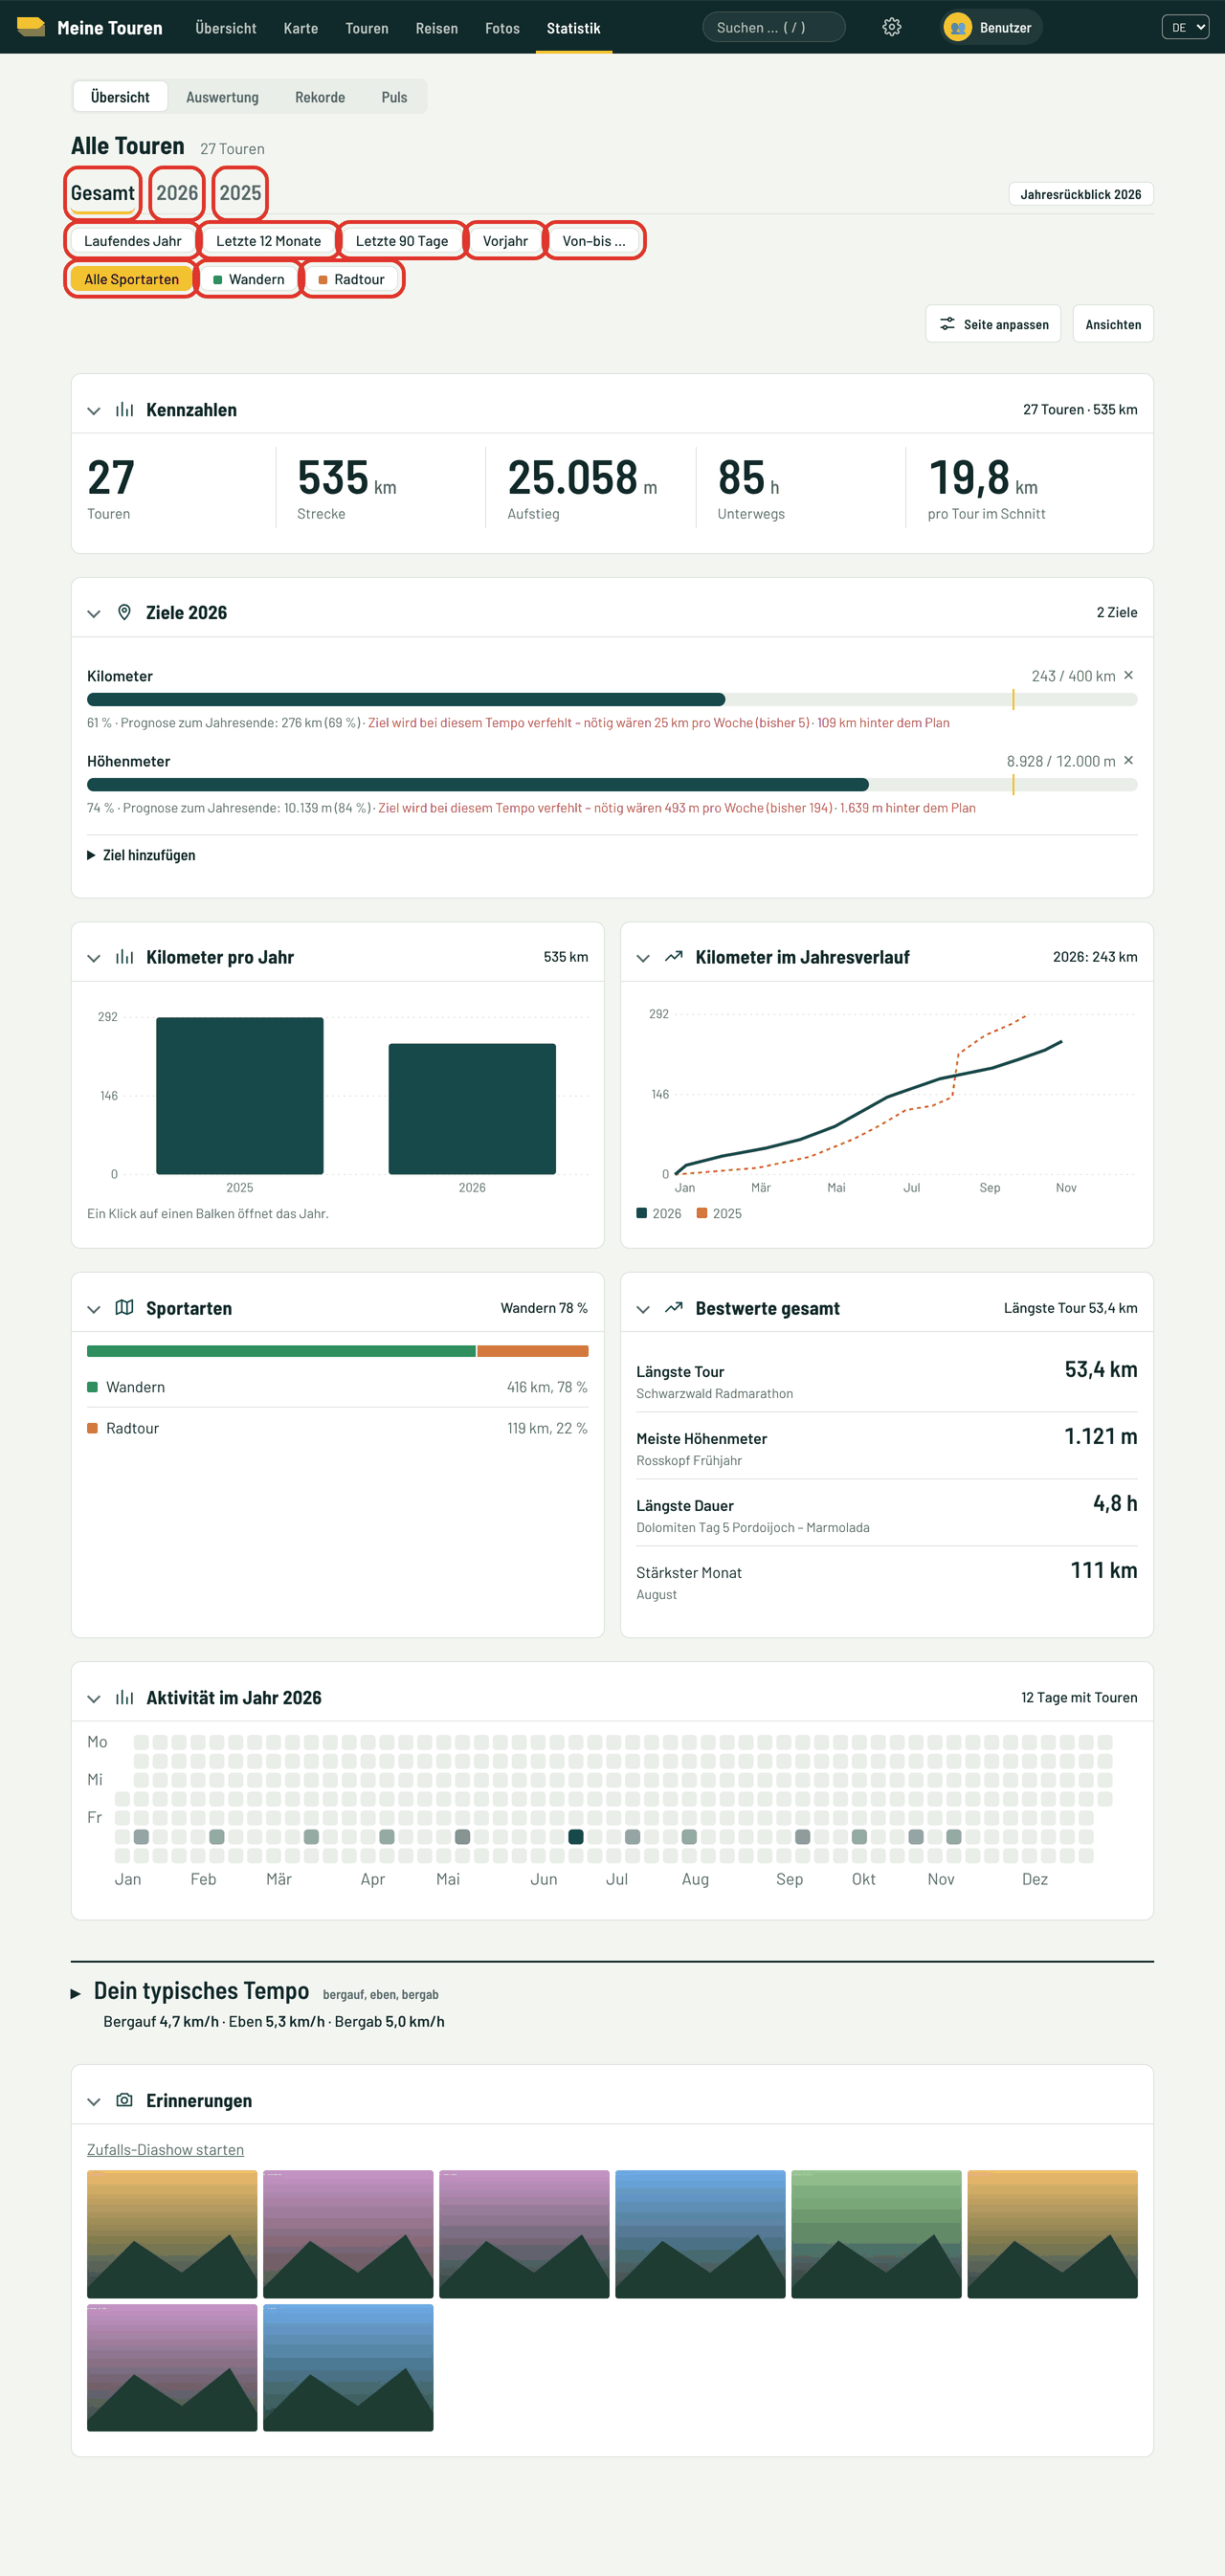 Meine Touren Übersicht Karte Touren Reisen Fotos Statistik Suchen … ( / ) Benutzer DE
Übersicht Auswertung Rekorde Puls
Alle Touren 27 Touren
Gesamt 2026 2025 Jahresrückblick 2026
Laufendes Jahr Letzte 12 Monate Letzte 90 Tage Vorjahr Von–bis …
Alle Sportarten Wandern Radtour
Seite anpassen Ansichten
Kennzahlen 27 Touren · 535 km
27 535 km 25.058 m 85 h 19,8 km
Touren Strecke Aufstieg Unterwegs pro Tour im Schnitt
Ziele 2026 2 Ziele
Kilometer 243 / 400 km ×
61 % · Prognose zum Jahresende: 276 km (69 %) · Ziel wird bei diesem Tempo verfehlt – nötig wären 25 km pro Woche (bisher 5) · 109 km hinter dem Plan
Höhenmeter 8.928 / 12.000 m ×
74 % · Prognose zum Jahresende: 10.139 m (84 %) · Ziel wird bei diesem Tempo verfehlt – nötig wären 493 m pro Woche (bisher 194) · 1.639 m hinter dem Plan
Ziel hinzufügen
Kilometer pro Jahr 535 km
292
146
0
2025 2026
Ein Klick auf einen Balken öffnet das Jahr.
Kilometer im Jahresverlauf 2026: 243 km
292
146
0
Jan Mär Mai Jul Sep Nov
2026 2025
Sportarten Wandern 78 %
Wandern 416 km, 78 %
Radtour 119 km, 22 %
Bestwerte gesamt Längste Tour 53,4 km
Längste Tour 53,4 km
Schwarzwald Radmarathon
Meiste Höhenmeter 1.121 m
Rosskopf Frühjahr
Längste Dauer 4,8 h
Dolomiten Tag 5 Pordoijoch – Marmolada
Stärkster Monat 111 km
August
Aktivität im Jahr 2026 12 Tage mit Touren
Mo
Mi
Fr
Jan Feb Mär Apr Mai Jun Jul Aug Sep Okt Nov Dez
Dein typisches Tempo bergauf, eben, bergab
Bergauf 4,7 km/h · Eben 5,3 km/h · Bergab 5,0 km/h
Erinnerungen
Zufalls-Diashow starten